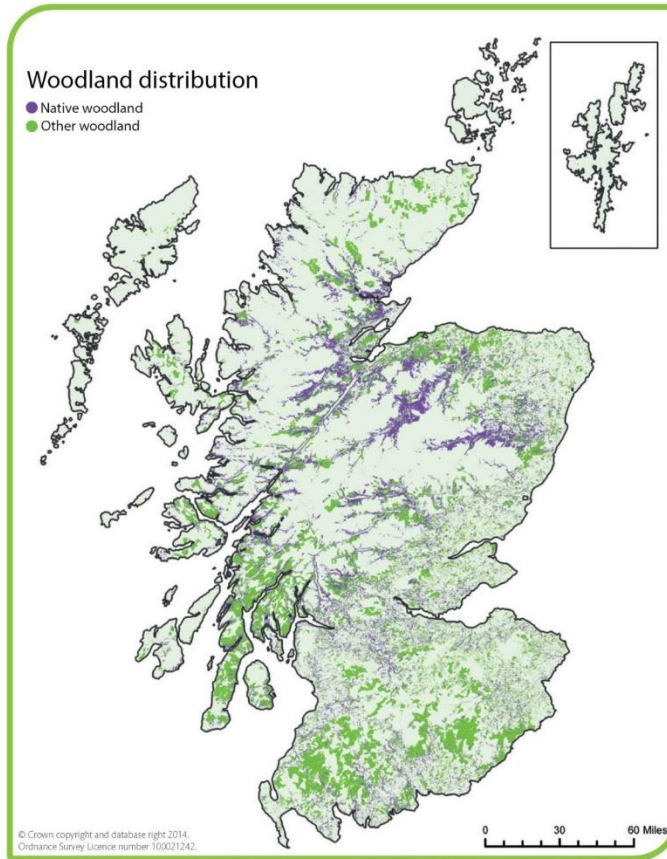 Woodland distribution
Native woodland
Other woodland
© Crown copyright and database right 2014.
Ordnance Survey Licence number 100021242.
0 30 60 Miles